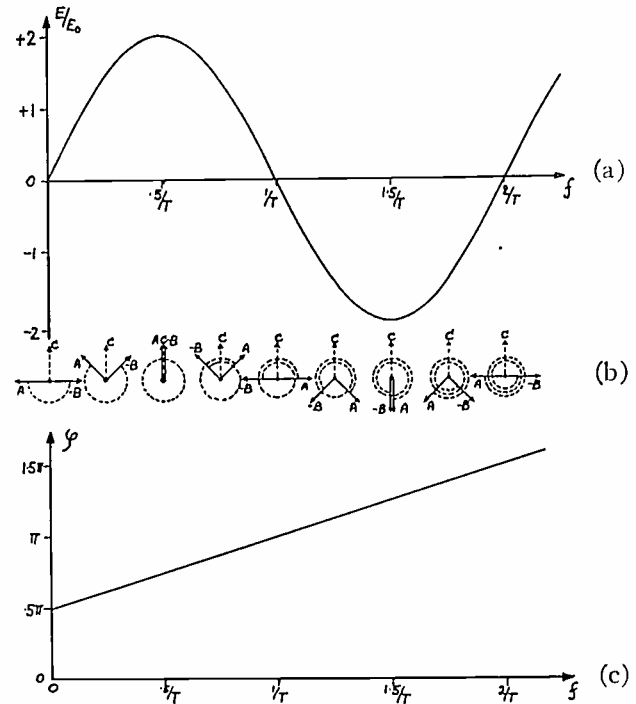 E/E₀
+2
+1
0
-1
-2
.5/T
1/T
1.5/T
2/T
f
(a)
C C A C -B C C C C C C
A -B A -B -B A -B A -B A -B A A -B A -B
(b)
φ
1.5π
π
.5π
0
0
.5/T
1/T
1.5/T
2/T
f
(c)